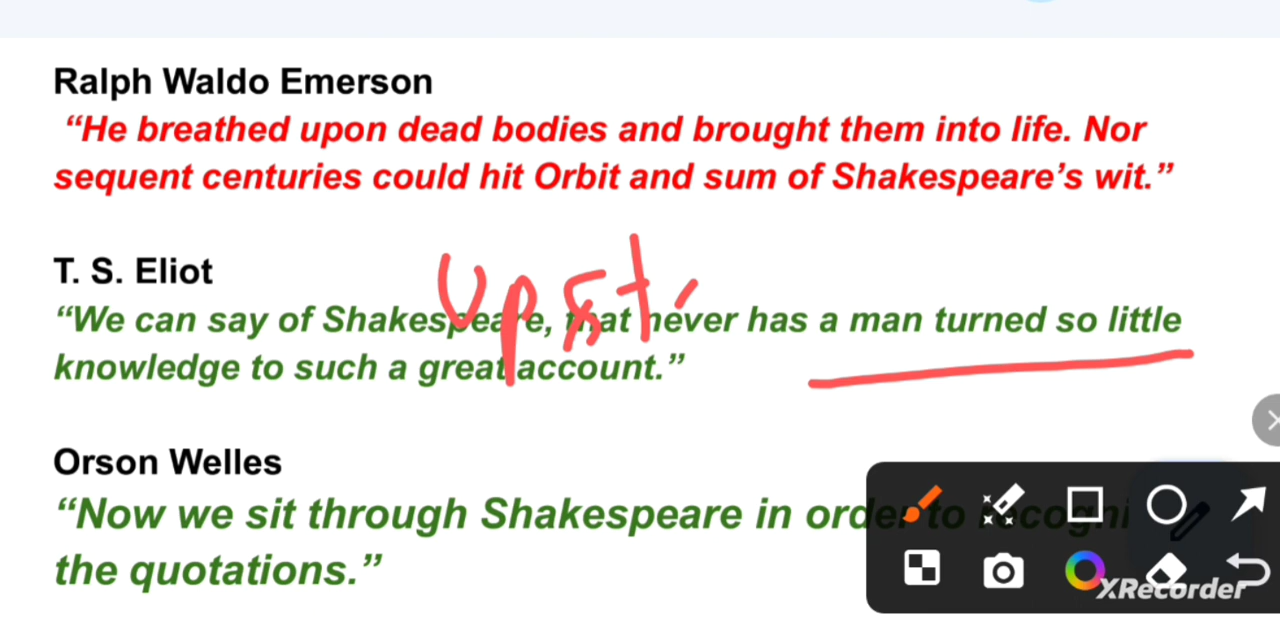 Ralph Waldo Emerson
“He breathed upon dead bodies and brought them into life. Nor
sequent centuries could hit Orbit and sum of Shakespeare’s wit.”
T. S. Eliot
upst
“We can say of Shakespeare, that never has a man turned so little
knowledge to such a great account.”
Orson Welles
“Now we sit through Shakespeare in order to recogni
the quotations.”
XRecorder